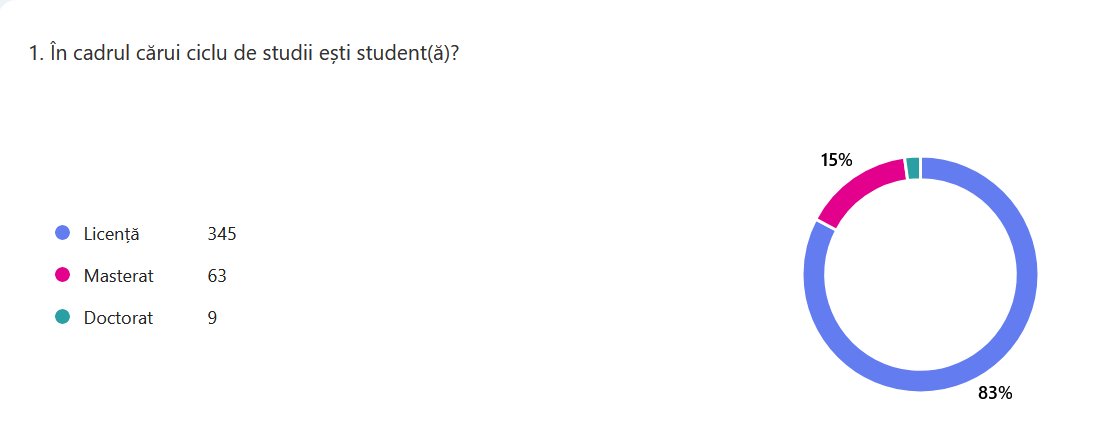 1. În cadrul cărui ciclu de studii ești student(ă)?
15%
Licență 345
Masterat 63
Doctorat 9
83%